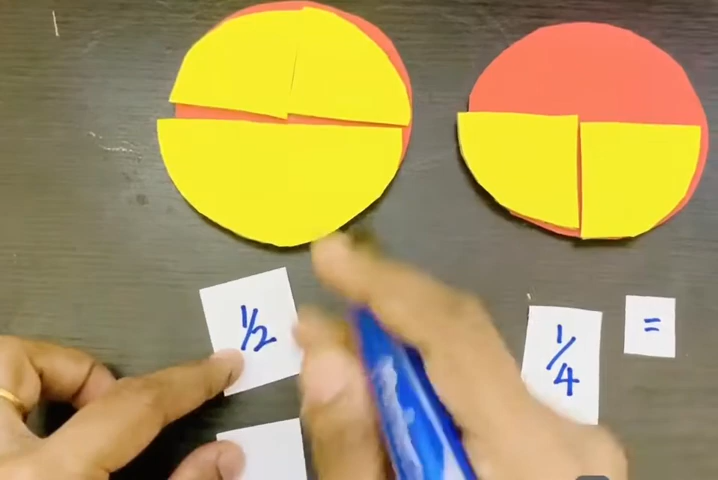 1/2
1/4
=